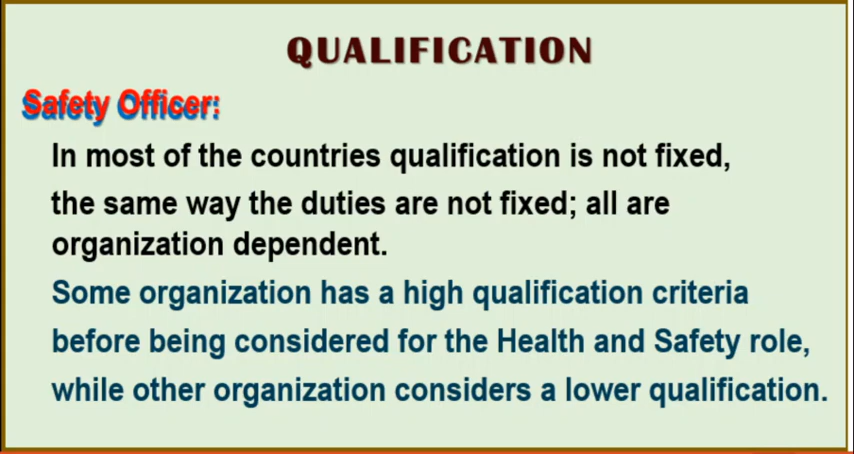 QUALIFICATION
Safety Officer:
In most of the countries qualification is not fixed,
the same way the duties are not fixed; all are
organization dependent.
Some organization has a high qualification criteria
before being considered for the Health and Safety role,
while other organization considers a lower qualification.